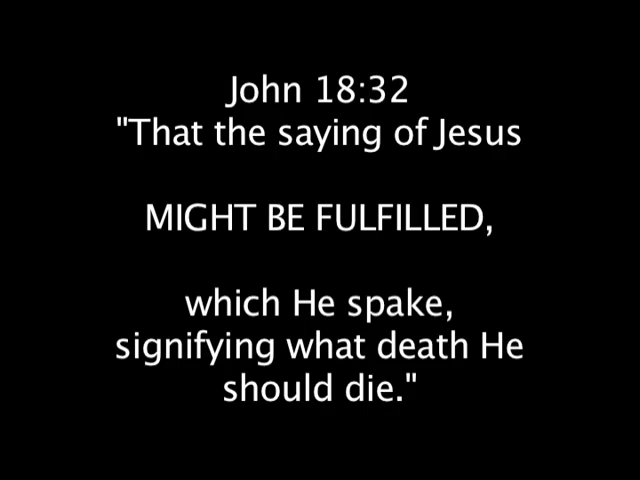 John 18:32
"That the saying of Jesus
MIGHT BE FULFILLED,
which He spake,
signifying what death He
should die."